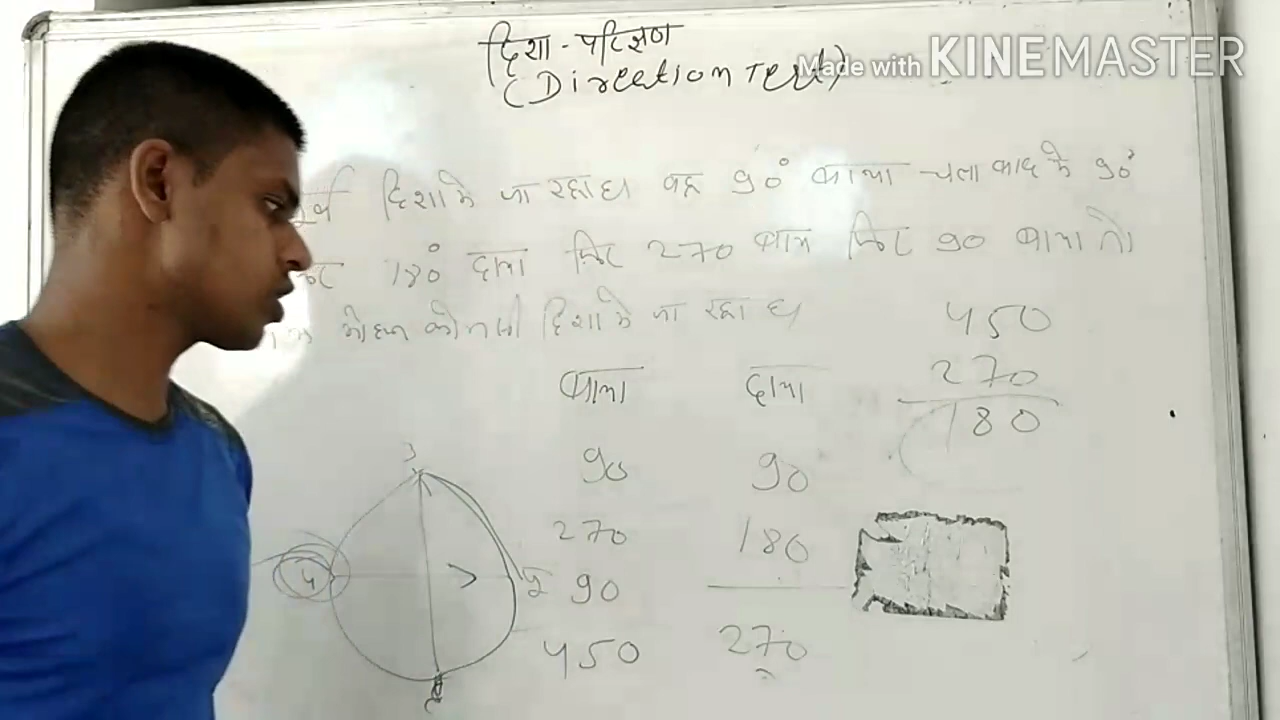 दिशा - परिक्षण
(Direction Test)
Made with KINEMASTER
दिशा मे जा रहा है। वह 90° बाया चला बाद मे 90°
180° दाया फिर 270 बाया फिर 90 बाया तो
मोहन कौनसी दिशा मे जा रहा है
450
270
180
बाया दाया
90 90
270 180
90
450 270
उ
पू
प
द